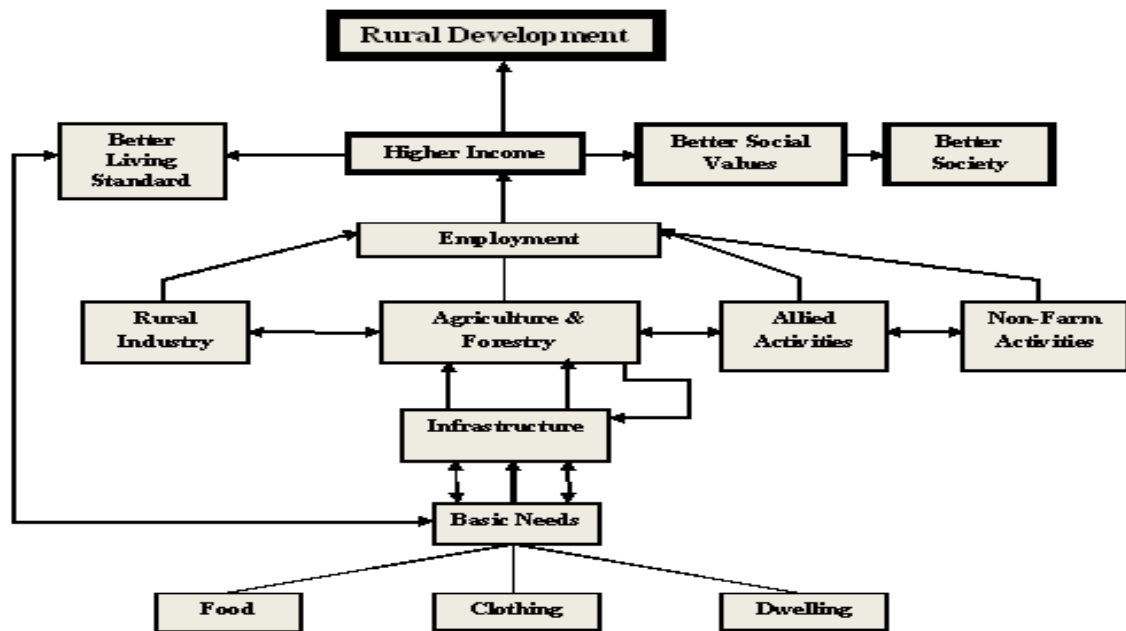 Rural Development
Better
Living
Standard
Higher Income
Better Social
Values
Better
Society
Employment
Rural
Industry
Agriculture &
Forestry
Allied
Activities
Non-Farm
Activities
Infrastructure
Basic Needs
Food
Clothing
Dwelling